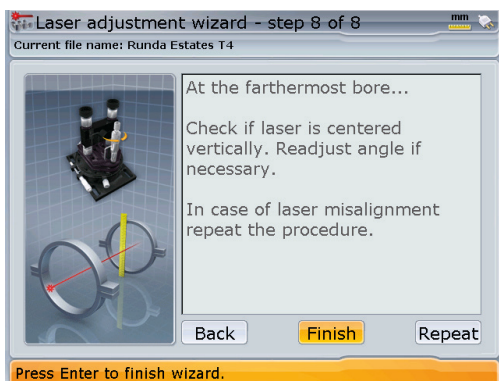 Laser adjustment wizard - step 8 of 8
mm
Current file name: Runda Estates T4
At the farthermost bore...
Check if laser is centered
vertically. Readjust angle if
necessary.
In case of laser misalignment
repeat the procedure.
Back
Finish
Repeat
Press Enter to finish wizard.